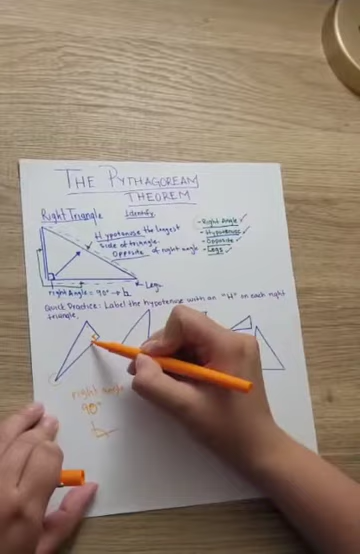 THE PYTHAGOREAM
THEOREM
Right Triangle
Identify:
Hypotenuse the longest
side of triangle.
Opposite of right angle
- Right Angle ✓
- Hypotenuse ✓
- Opposite ✓
- Legs ✓
Legs
right Angle = 90° →
Quick Practice: Label the hypotenuse with an "H" on each right
triangle.
right angle
90°